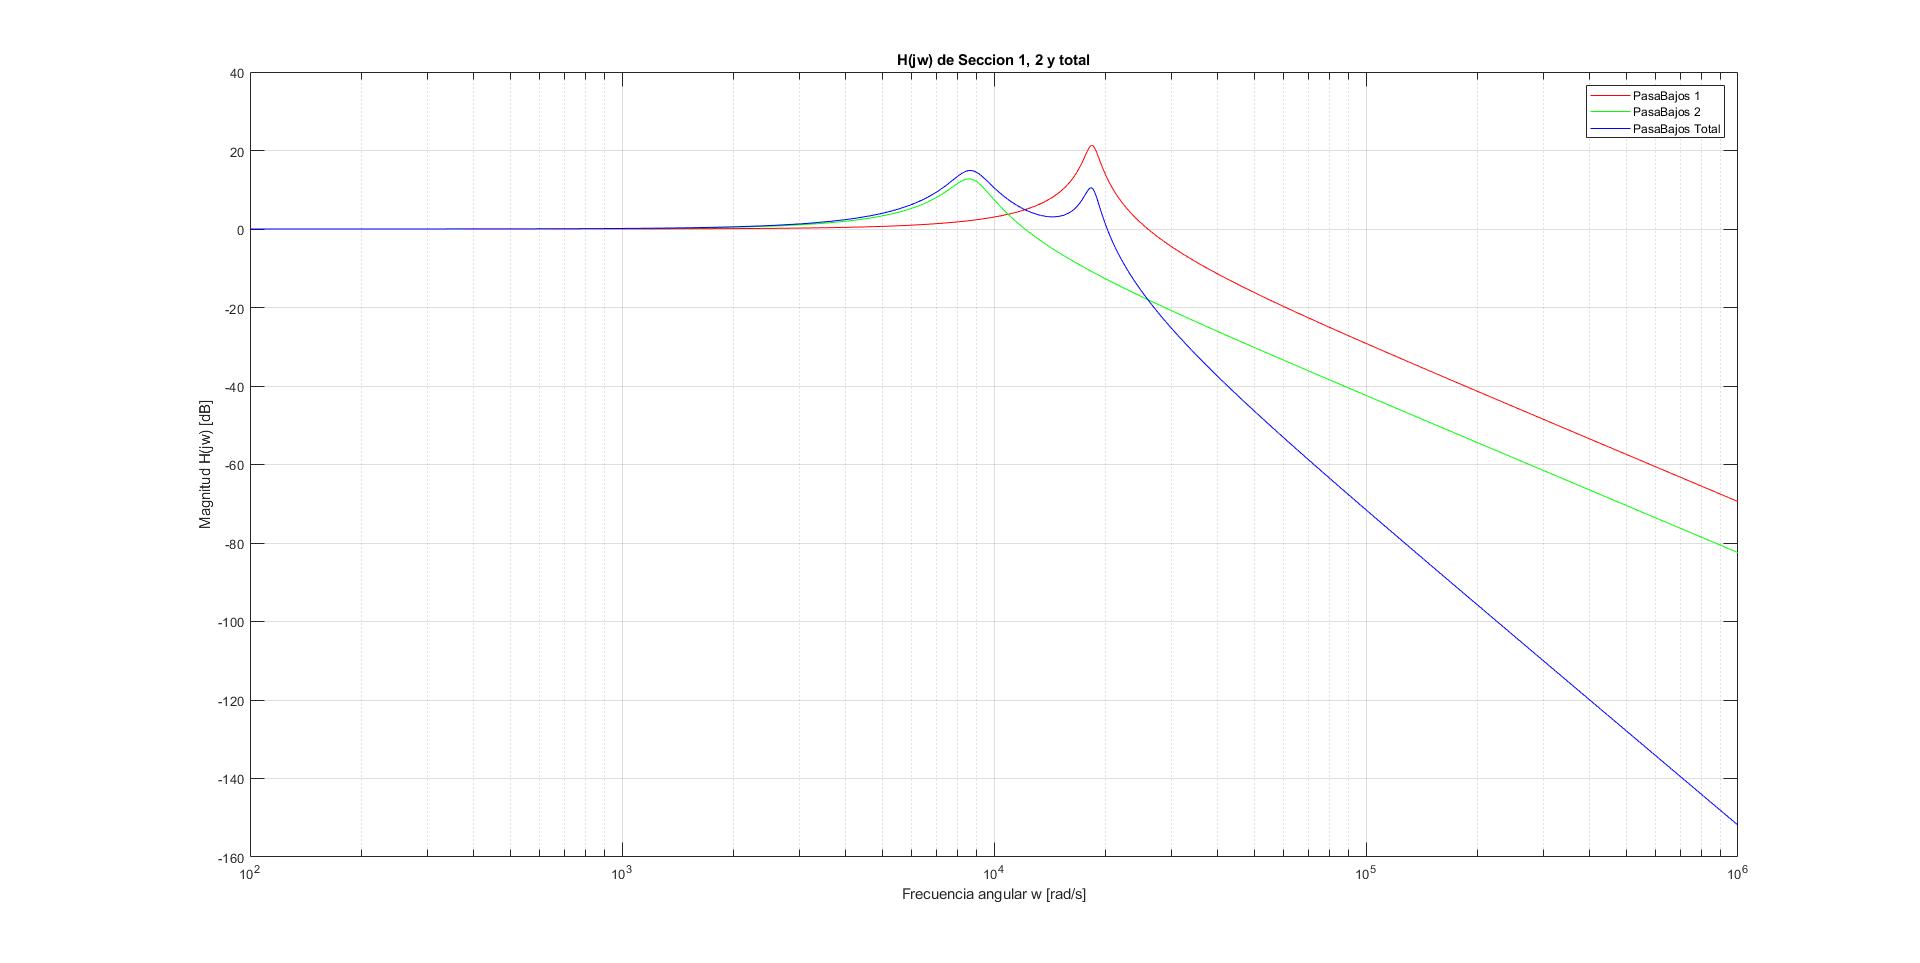 H(jw) de Seccion 1, 2 y total
PasaBajos 1
PasaBajos 2
PasaBajos Total
Magnitud H(jw) [dB]
40
20
0
-20
-40
-60
-80
-100
-120
-140
-160
10^2
10^3
10^4
10^5
10^6
Frecuencia angular w [rad/s]